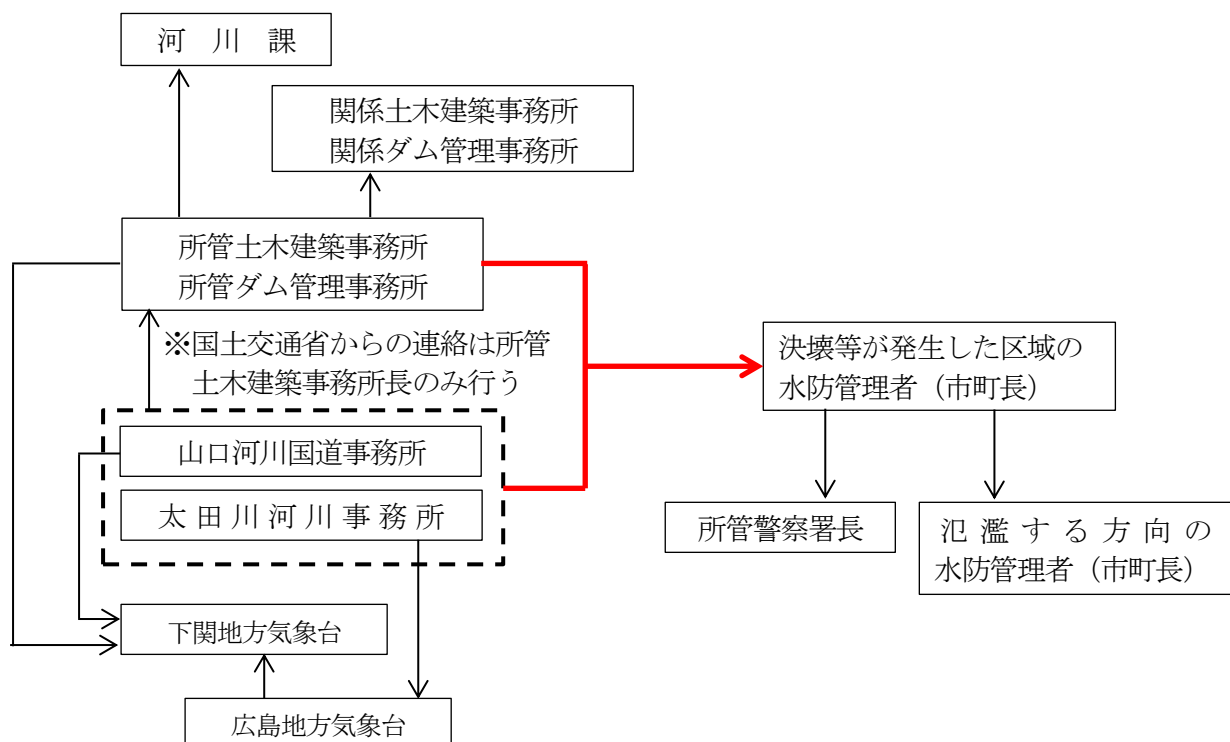 河　川　課
関係土木建築事務所
関係ダム管理事務所
所管土木建築事務所
所管ダム管理事務所
※国土交通省からの連絡は所管
土木建築事務所長のみ行う
決壊等が発生した区域の
水防管理者（市町長）
山口河川国道事務所
太 田 川 河 川 事 務 所
所管警察署長
氾 濫 す る 方 向 の
水防管理者（市町長）
下関地方気象台
広島地方気象台